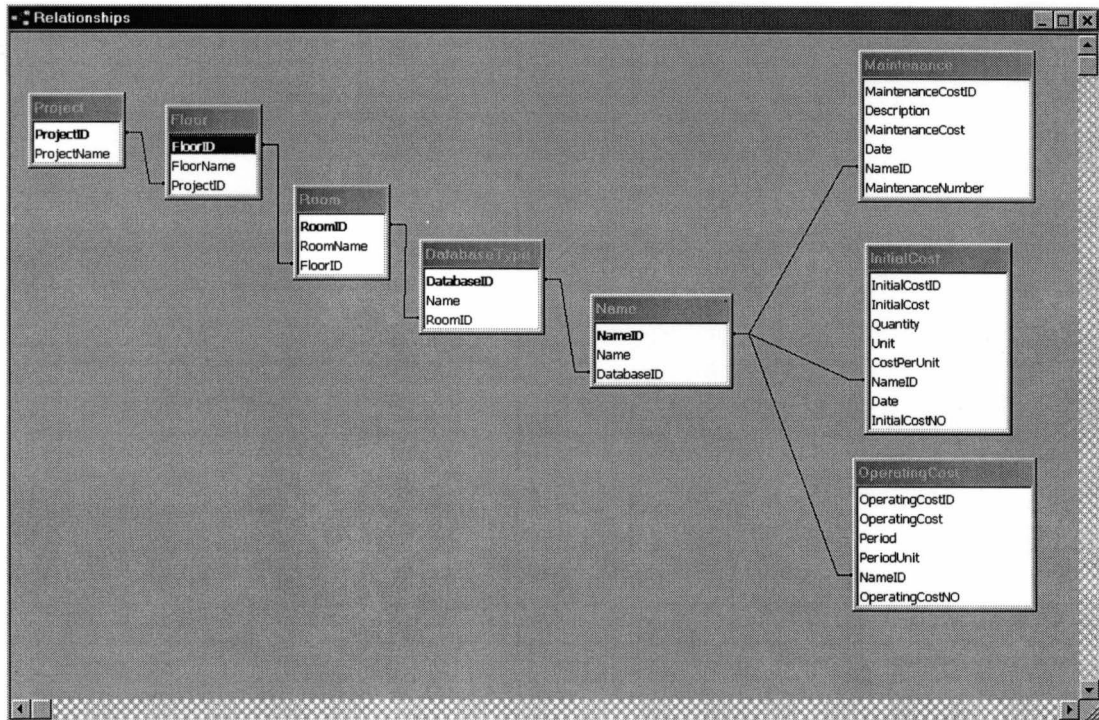 Relationships
Project
ProjectID
ProjectName
Floor
FloorID
FloorName
ProjectID
Room
RoomID
RoomName
FloorID
DatabaseType
DatabaseID
Name
RoomID
Name
NameID
Name
DatabaseID
Maintenance
MaintenanceCostID
Description
MaintenanceCost
Date
NameID
MaintenanceNumber
InitialCost
InitialCostID
InitialCost
Quantity
Unit
CostPerUnit
NameID
Date
InitialCostNO
OperatingCost
OperatingCostID
OperatingCost
Period
PeriodUnit
NameID
OperatingCostNO